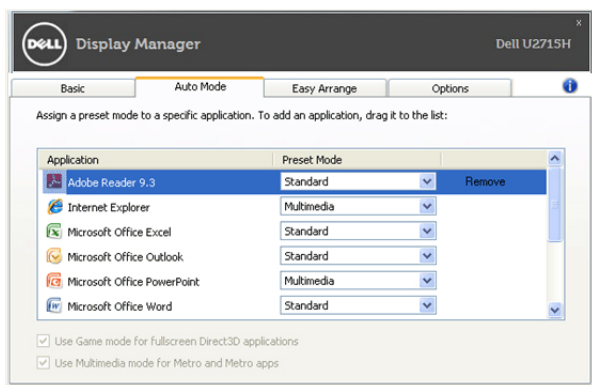 DELL Display Manager x
Dell U2715H
Basic Auto Mode Easy Arrange Options i
Assign a preset mode to a specific application. To add an application, drag it to the list:
Application Preset Mode
Adobe Reader 9.3 Standard Remove
Internet Explorer Multimedia
Microsoft Office Excel Standard
Microsoft Office Outlook Standard
Microsoft Office PowerPoint Multimedia
Microsoft Office Word Standard
Use Game mode for fullscreen Direct3D applications
Use Multimedia mode for Metro and Metro apps